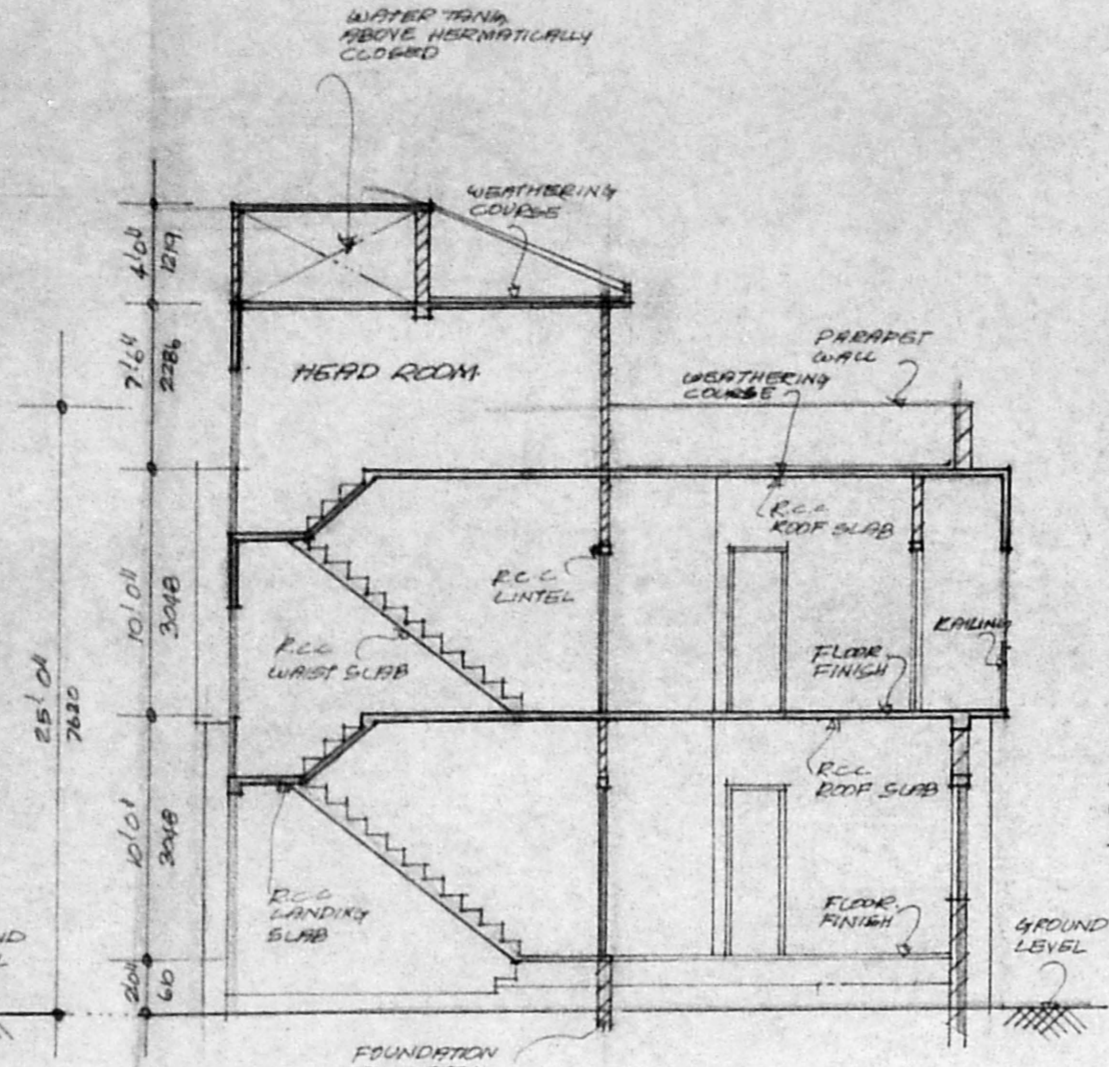 WATER TANK
ABOVE HERMATICALLY
CLOSED
WEATHERING
COURSE
4'0"
1219
7'6"
2286
HEAD ROOM
PARAPET
WALL
WEATHERING
COURSE
R.C.C
ROOF SLAB
R.C.C
LINTEL
10'0"
3048
R.C.C
WAIST SLAB
RAILING
FLOOR
FINISH
25'0"
7620
R.C.C
ROOF SLAB
10'0"
3048
R.C.C
LANDING
SLAB
FLOOR
FINISH
GROUND
LEVEL
2'0"
60
FOUNDATION